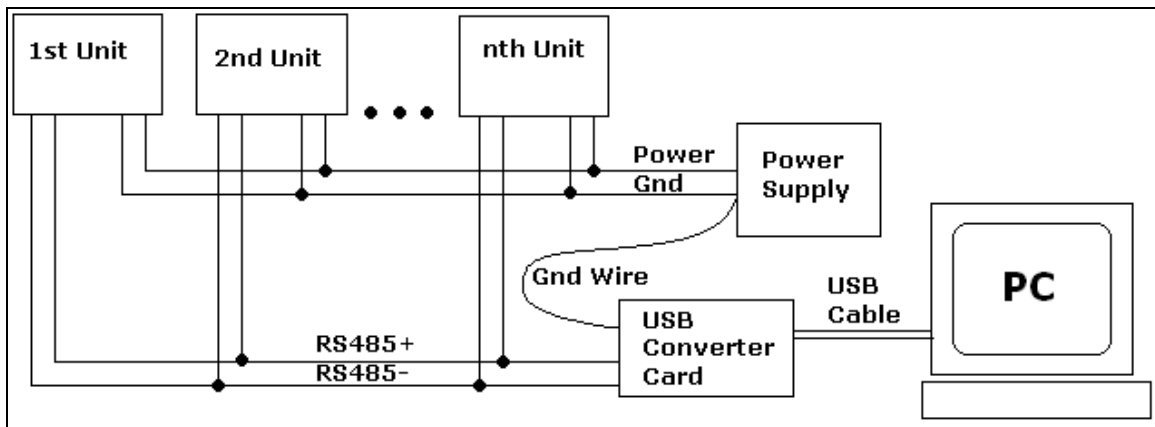 1st Unit
2nd Unit
nth Unit
Power
Gnd
Power
Supply
Gnd Wire
USB
Cable
PC
USB
Converter
Card
RS485+
RS485-